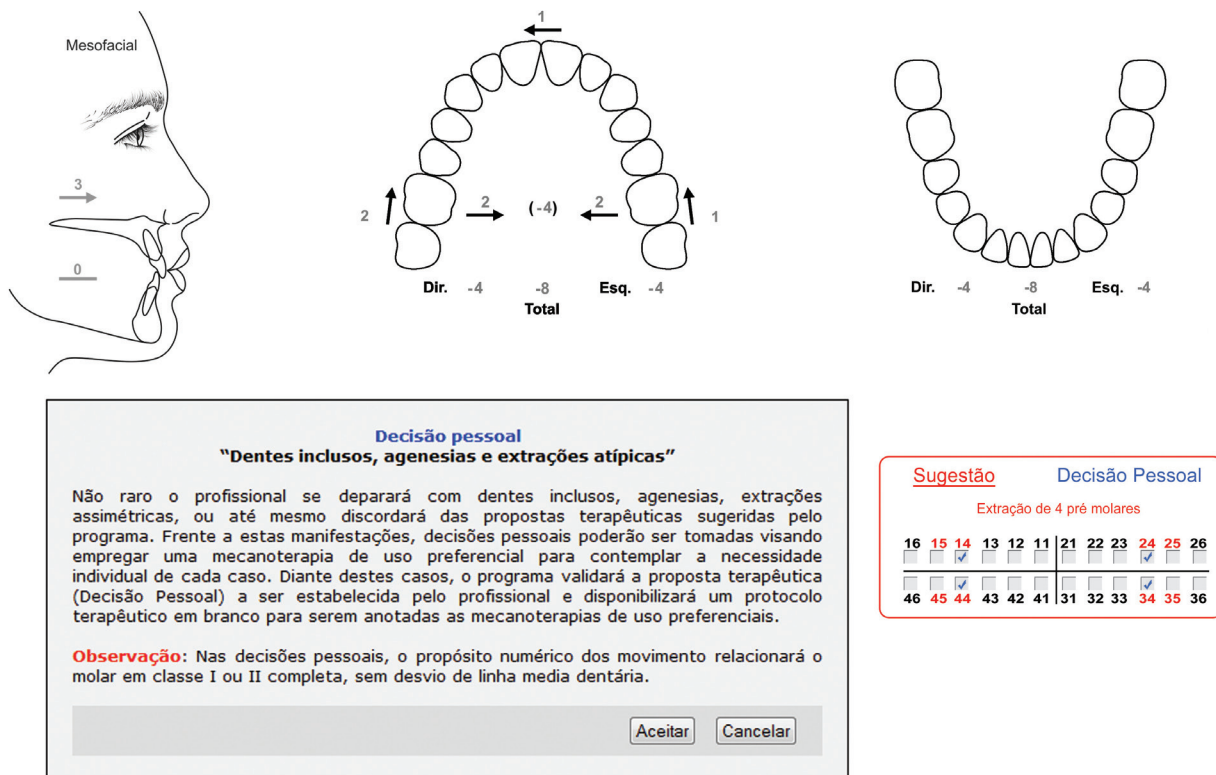 Mesofacial
3
0
1
2
2
(-4)
2
1
Dir. -4 -8 Esq. -4
Total
Dir. -4 -8 Esq. -4
Total
Decisão pessoal
“Dentes inclusos, agenesias e extrações atípicas”
Não raro o profissional se deparará com dentes inclusos, agenesias, extrações
assimétricas, ou até mesmo discordará das propostas terapêuticas sugeridas pelo
programa. Frente a estas manifestações, decisões pessoais poderão ser tomadas visando
empregar uma mecanoterapia de uso preferencial para contemplar a necessidade
individual de cada caso. Diante destes casos, o programa validará a proposta terapêutica
(Decisão Pessoal) a ser estabelecida pelo profissional e disponibilizará um protocolo
terapêutico em branco para serem anotadas as mecanoterapias de uso preferenciais.
Observação: Nas decisões pessoais, o propósito numérico dos movimento relacionará o
molar em classe I ou II completa, sem desvio de linha media dentária.
Aceitar Cancelar
Sugestão Decisão Pessoal
Extração de 4 pré molares
16 15 14 13 12 11 21 22 23 24 25 26
46 45 44 43 42 41 31 32 33 34 35 36